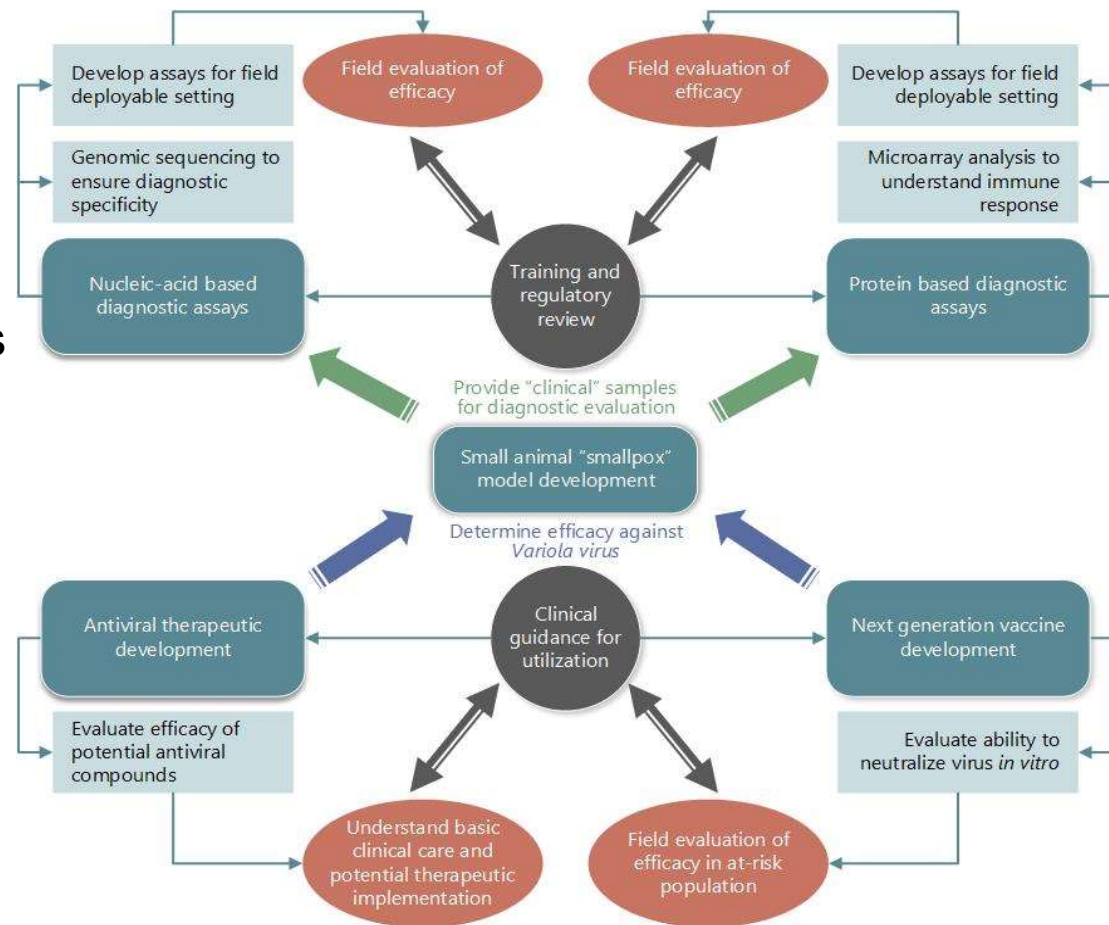 Develop assays for field
deployable setting
Field evaluation of
efficacy
Field evaluation of
efficacy
Develop assays for field
deployable setting
Genomic sequencing to
ensure diagnostic
specificity
Microarray analysis to
understand immune
response
Nucleic-acid based
diagnostic assays
Training and
regulatory
review
Protein based diagnostic
assays
s
Provide "clinical" samples
for diagnostic evaluation
Small animal "smallpox"
model development
Determine efficacy against
Variola virus
Antiviral therapeutic
development
Clinical
guidance for
utilization
Next generation vaccine
development
Evaluate efficacy of
potential antiviral
compounds
Evaluate ability to
neutralize virus in vitro
Understand basic
clinical care and
potential therapeutic
implementation
Field evaluation of
efficacy in at-risk
population